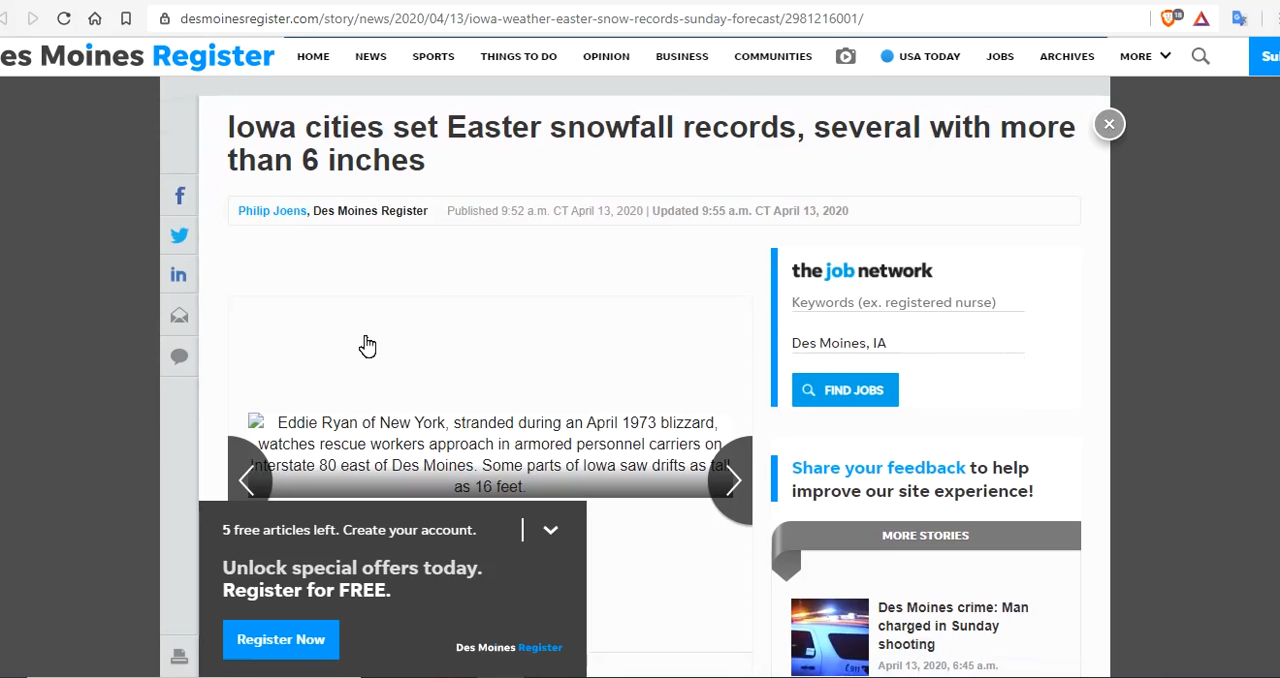 desmoinesregister.com/story/news/2020/04/13/iowa-weather-easter-snow-records-sunday-forecast/2981216001/
18
es Moines Register
HOME NEWS SPORTS THINGS TO DO OPINION BUSINESS COMMUNITIES USA TODAY JOBS ARCHIVES MORE
Iowa cities set Easter snowfall records, several with more
than 6 inches
Philip Joens, Des Moines Register Published 9:52 a.m. CT April 13, 2020 | Updated 9:55 a.m. CT April 13, 2020
Eddie Ryan of New York, stranded during an April 1973 blizzard,
watches rescue workers approach in armored personnel carriers on
Interstate 80 east of Des Moines. Some parts of Iowa saw drifts as tall
as 16 feet.
5 free articles left. Create your account.
Unlock special offers today.
Register for FREE.
Register Now
Des Moines Register
the job network
Keywords (ex. registered nurse)
Des Moines, IA
FIND JOBS
Share your feedback to help
improve our site experience!
MORE STORIES
Des Moines crime: Man
charged in Sunday
shooting
April 13, 2020, 6:45 a.m.